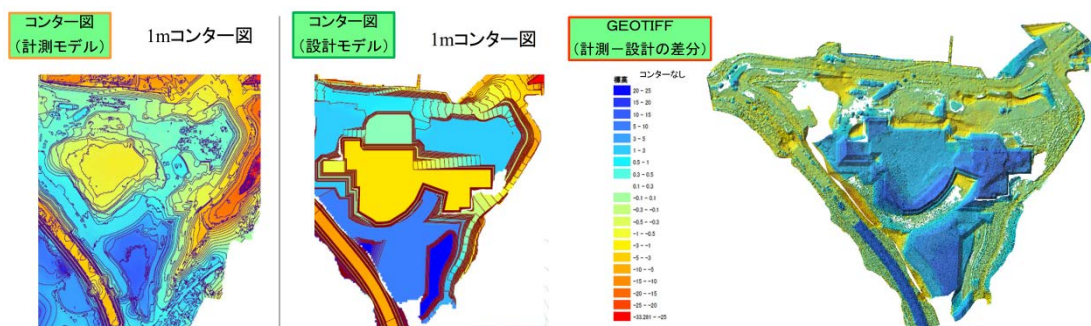 コンター図
(計測モデル)
1mコンター図
コンター図
(設計モデル)
1mコンター図
GEOTIFF
(計測－設計の差分)
標高
コンターなし
20 - 25
15 - 20
10 - 15
5 - 10
3 - 5
1 - 3
0.5 - 1
0.3 - 0.5
0.1 - 0.3
-0.1 - 0.1
-0.3 - -0.1
-0.5 - -0.3
-1 - -0.5
-3 - -1
-5 - -3
-10 - -5
-15 - -10
-20 - -15
-25 - -20
-33.281 - -25